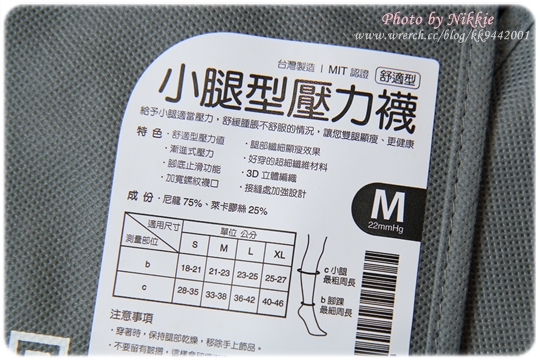 Photo by Nikkie
www.wrerch.cc/blog/kk9442001
台灣製造 | MIT 認證 舒適型
小腿型壓力襪
給予小腿適當壓力，舒緩腫脹不舒服的情況，讓您雙腿顯瘦、更健康
特色・舒適型壓力值
・漸進式壓力
・腳底止滑功能
・加寬螺紋襪口
・腿部纖細顯瘦效果
・好穿的超細纖維材料
・3D 立體編織
・接縫處加強設計
成份・尼龍 75%、萊卡膠絲 25%
M
22mmHg
適用尺寸 單位 公分
測量部位 S M L XL
b 18-21 21-23 23-25 25-27
c 28-35 33-38 36-42 40-46
c 小腿
最粗周長
b 腳踝
最細周長
注意事項
・穿著時，保持腿部乾燥，移除手上飾品。